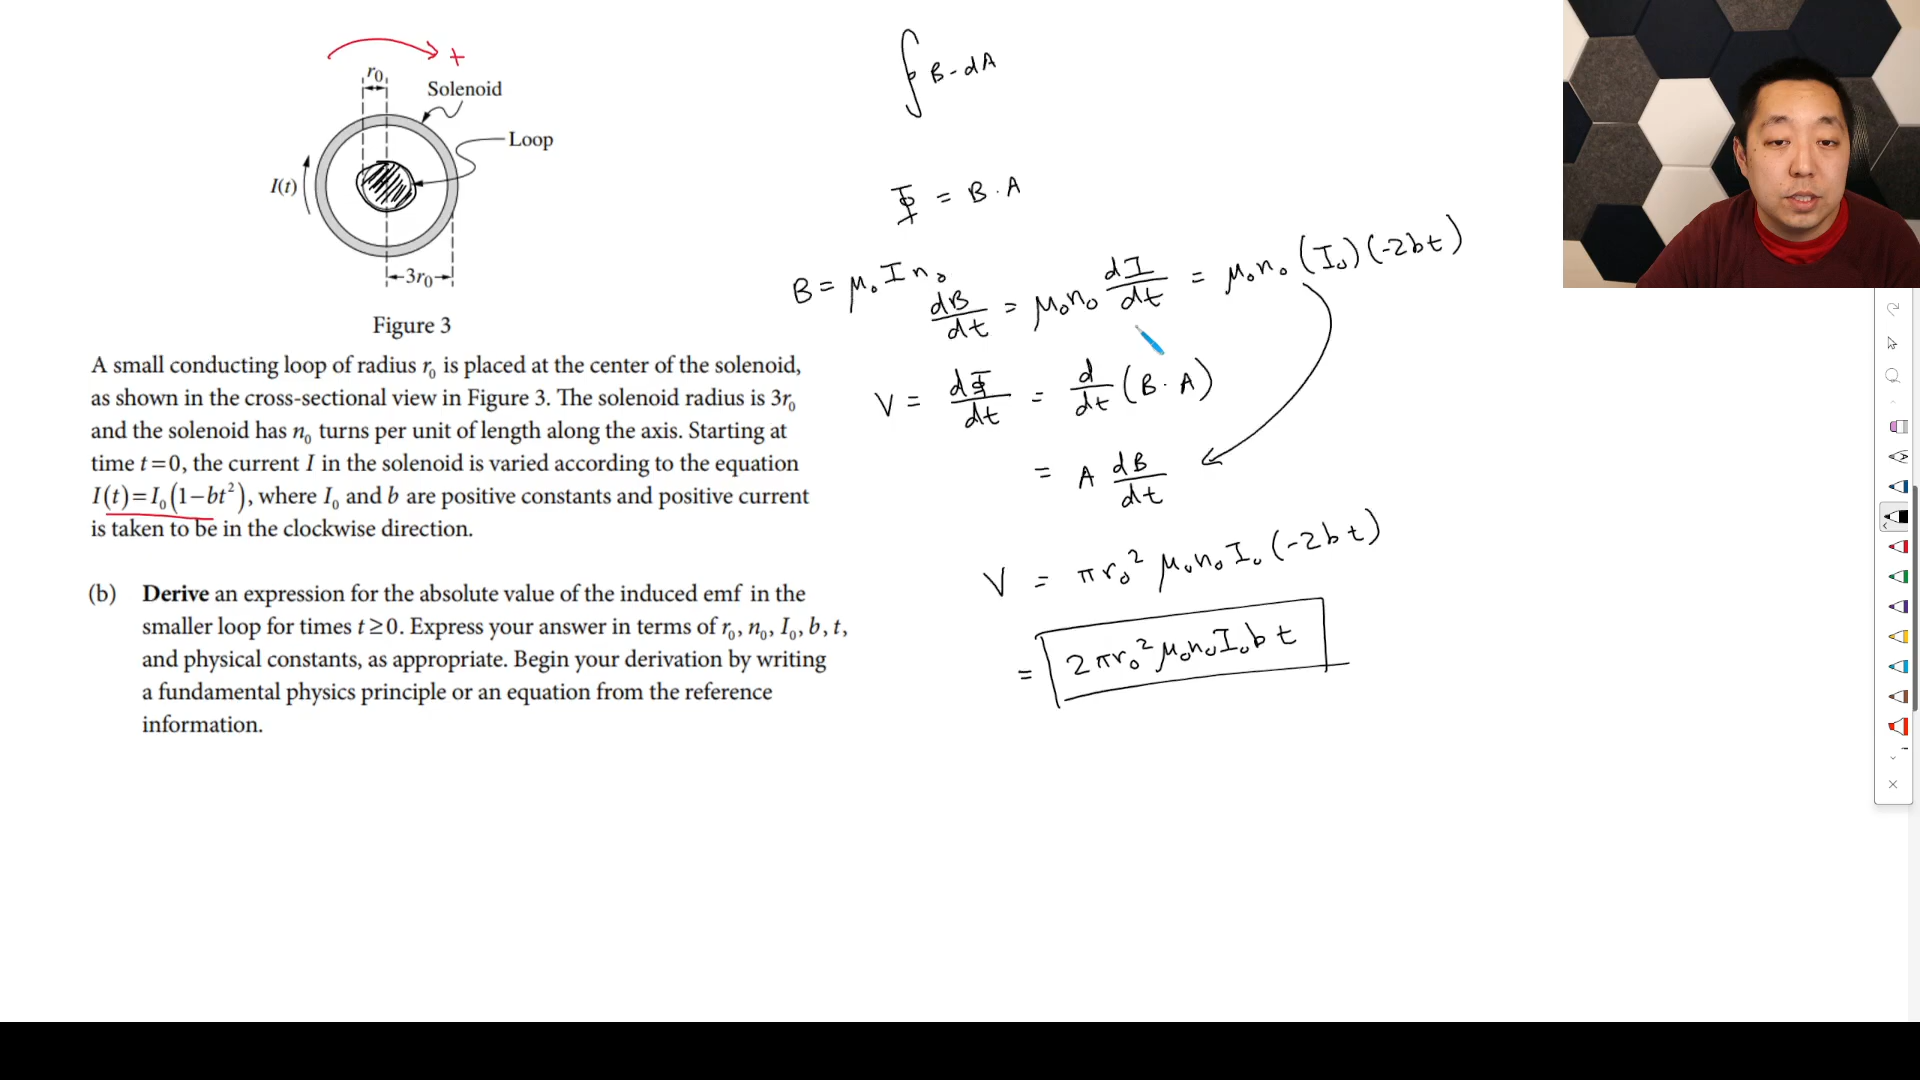 +
r₀
Solenoid
Loop
I(t)
3r₀
Figure 3
A small conducting loop of radius r₀ is placed at the center of the solenoid,
as shown in the cross-sectional view in Figure 3. The solenoid radius is 3r₀
and the solenoid has n₀ turns per unit of length along the axis. Starting at
time t=0, the current I in the solenoid is varied according to the equation
I(t)=I₀(1−bt²), where I₀ and b are positive constants and positive current
is taken to be in the clockwise direction.
(b) Derive an expression for the absolute value of the induced emf in the
smaller loop for times t≥0. Express your answer in terms of r₀, n₀, I₀, b, t,
and physical constants, as appropriate. Begin your derivation by writing
a fundamental physics principle or an equation from the reference
information.
∮B-dA
Φ = B·A
B = μ₀In₀
dB/dt = μ₀n₀ dI/dt = μ₀n₀(I₀)(-2bt)
V = dΦ/dt = d/dt (B·A)
= A dB/dt
V = πr₀²μ₀n₀I₀(-2bt)
= 2πr₀²μ₀n₀I₀bt